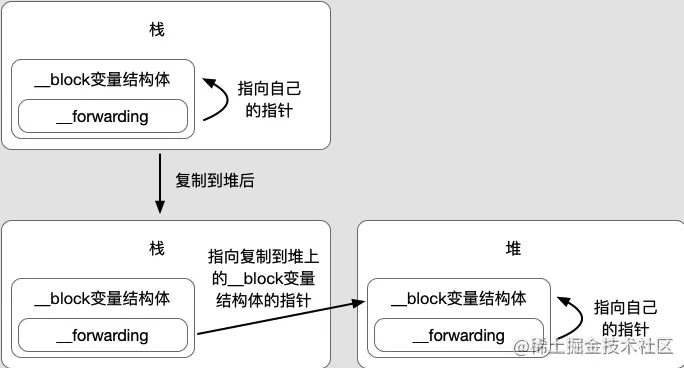 栈
__block变量结构体
__forwarding
指向自己
的指针
复制到堆后
栈
__block变量结构体
__forwarding
指向复制到堆上
的__block变量
结构体的指针
堆
__block变量结构体
__forwarding
指向自己
的指针
@稀土掘金技术社区